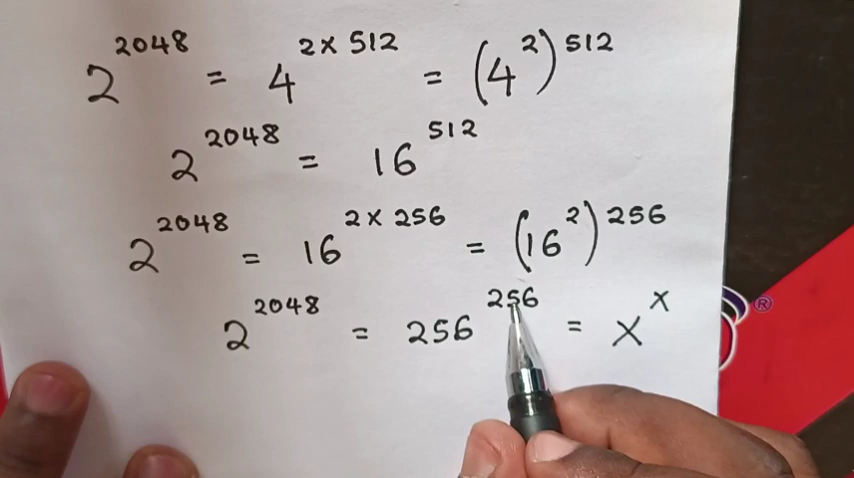 2^2048 = 4^2×512 = (4^2)^512
2^2048 = 16^512
2^2048 = 16^2×256 = (16^2)^256
2^2048 = 256^256 = x^x
®